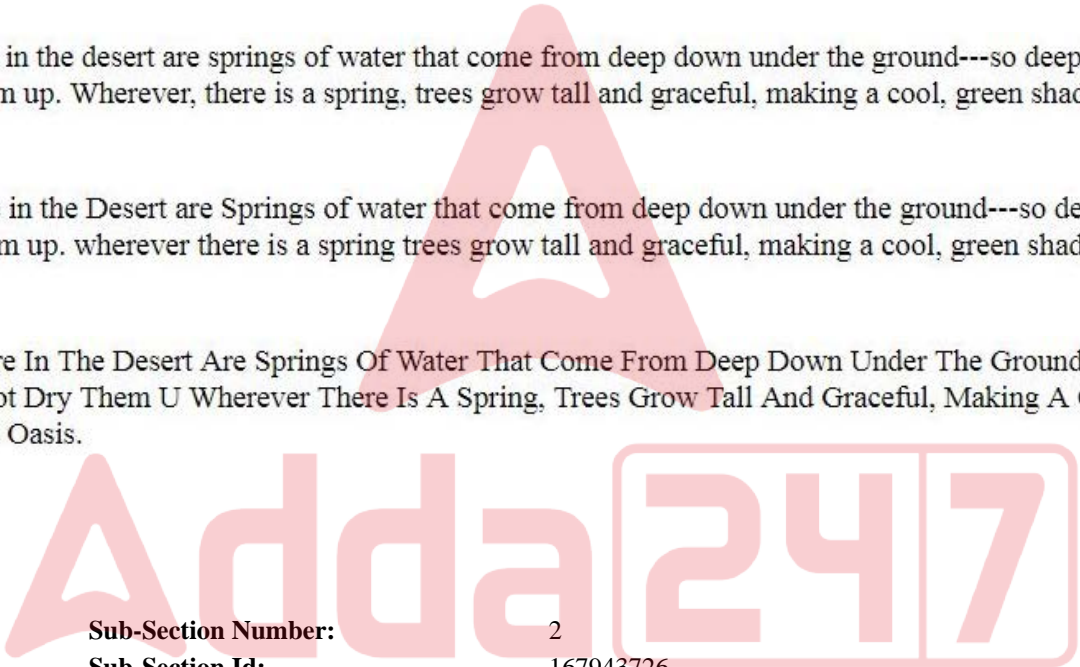 in the desert are springs of water that come from deep down under the ground---so deep
m up. Wherever, there is a spring, trees grow tall and graceful, making a cool, green shad
in the Desert are Springs of water that come from deep down under the ground---so de
m up. wherever there is a spring trees grow tall and graceful, making a cool, green shad
re In The Desert Are Springs Of Water That Come From Deep Down Under The Ground
ot Dry Them U Wherever There Is A Spring, Trees Grow Tall And Graceful, Making A
Oasis.
Adda247
Sub-Section Number: 2
Sub-Section Id: 167943726